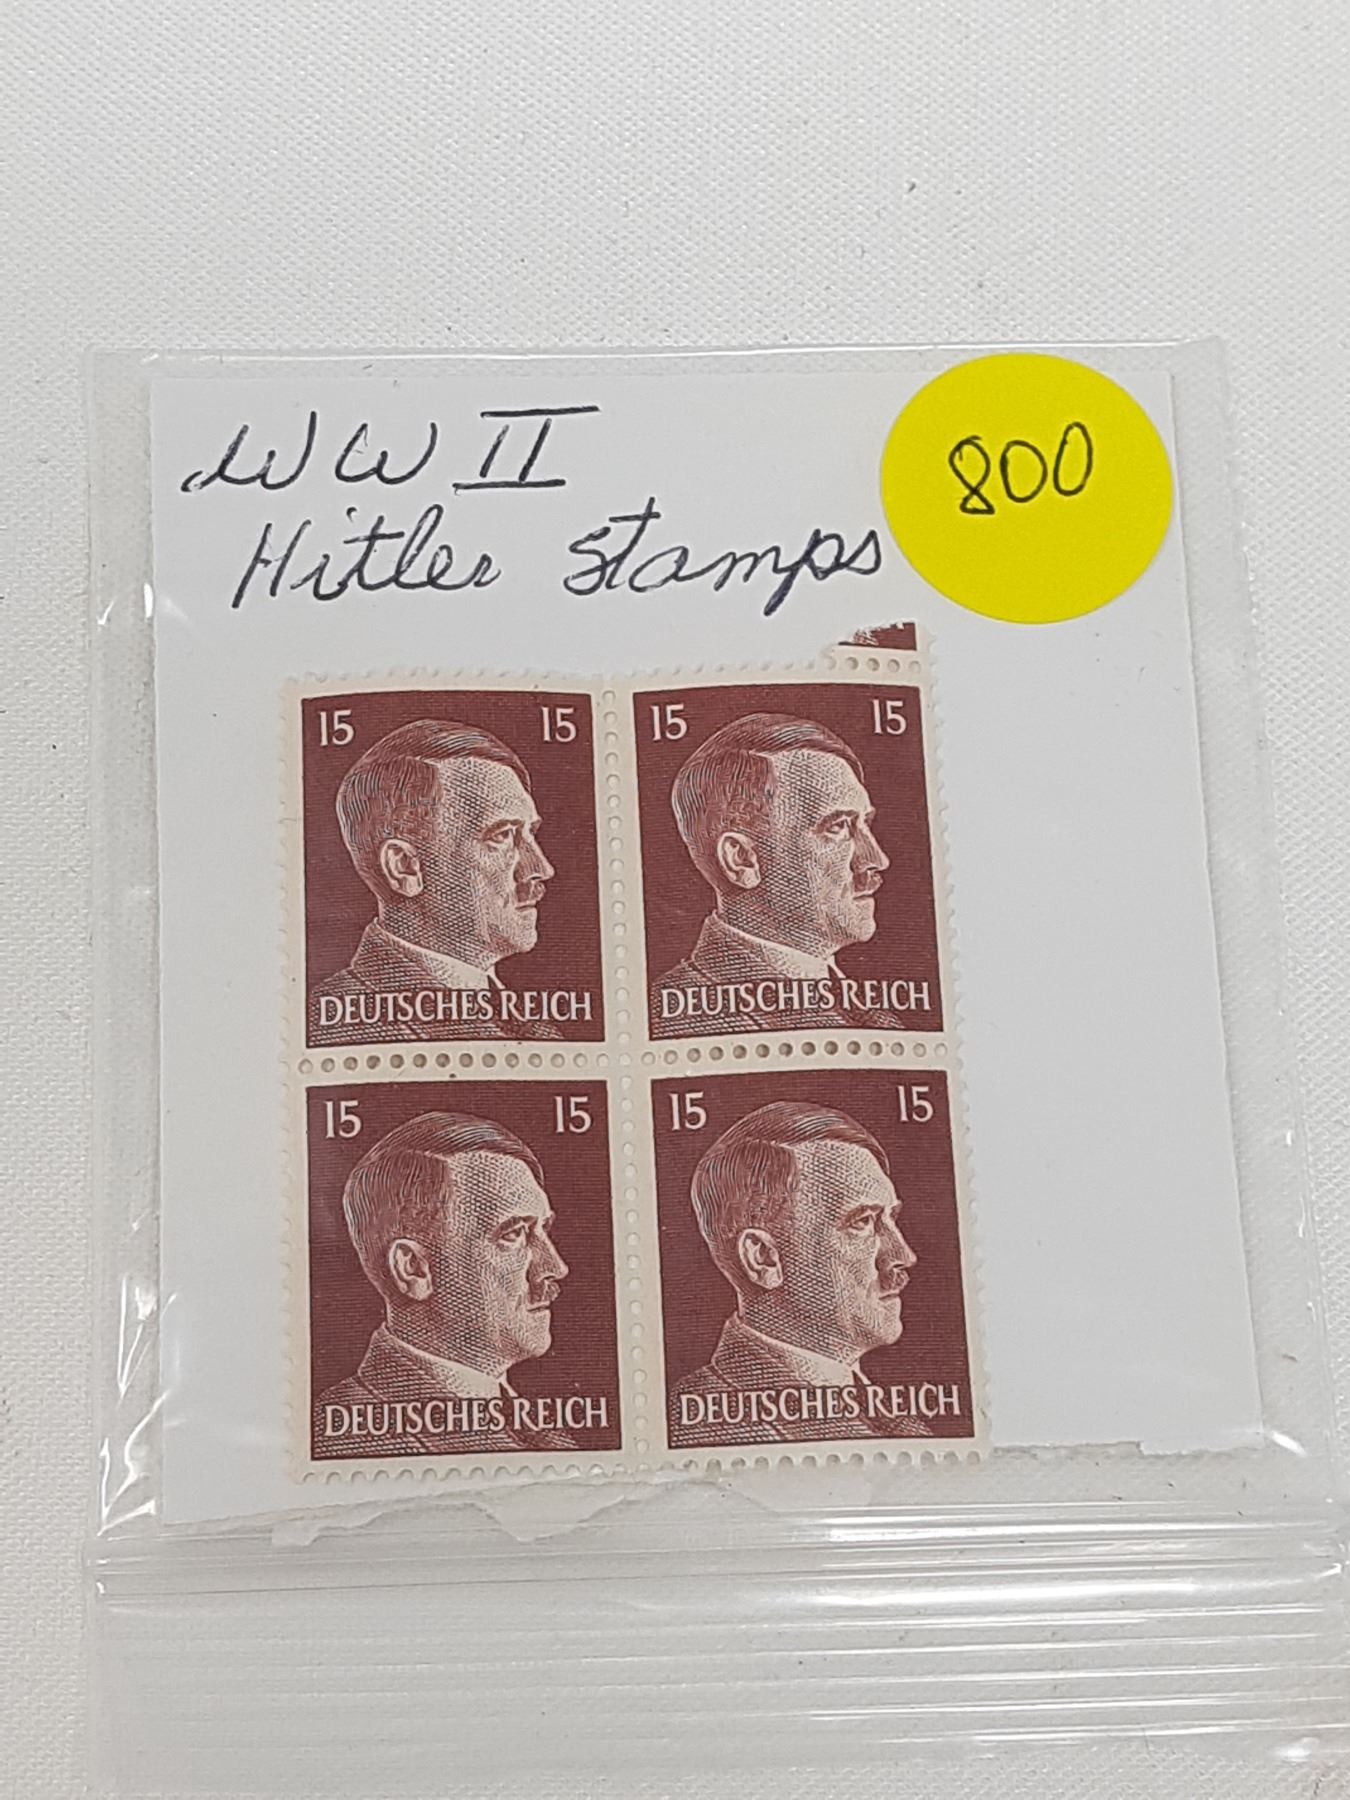 WW II
Hitler Stamps
800
15 15
DEUTSCHES REICH
15 15
DEUTSCHES REICH
15 15
DEUTSCHES REICH
15 15
DEUTSCHES REICH